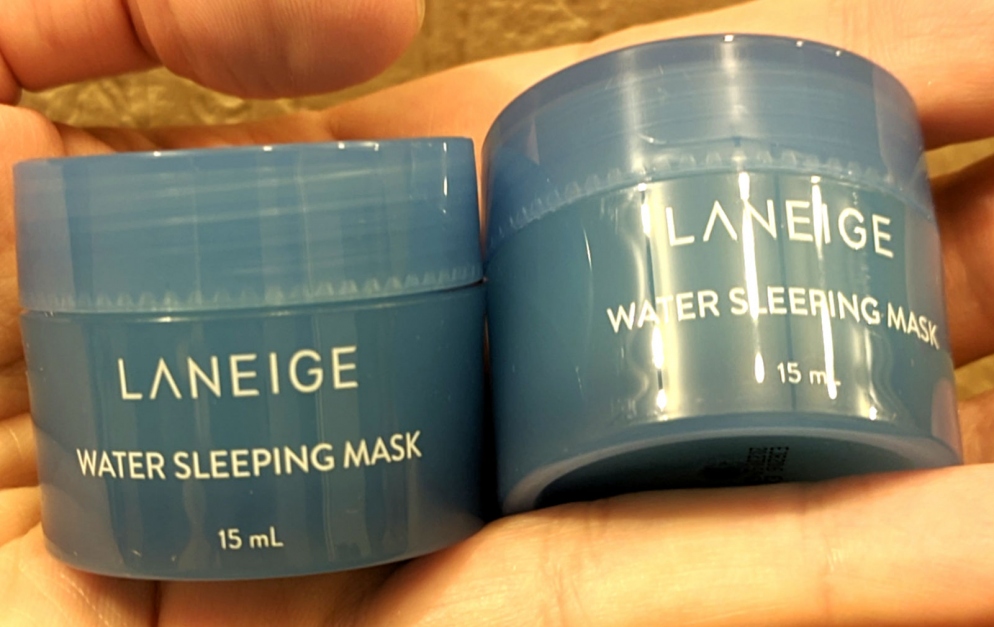 LANEIGE
WATER SLEEPING MASK
15 mL
LANEIGE
WATER SLEEPING MASK
15 mL